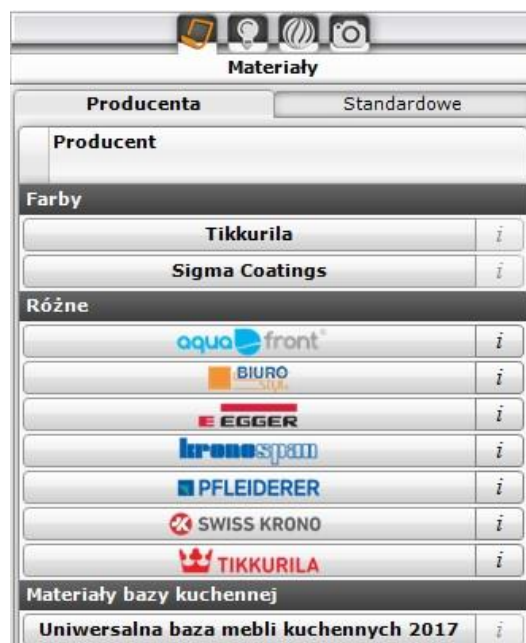 Materiały
Producenta Standardowe
Producent
Farby
Tikkurila i
Sigma Coatings i
Różne
aqua front® i
BIURO styl i
E EGGER i
kronospan i
PFLEIDERER i
SWISS KRONO i
TIKKURILA i
Materiały bazy kuchennej
Uniwersalna baza mebli kuchennych 2017 i